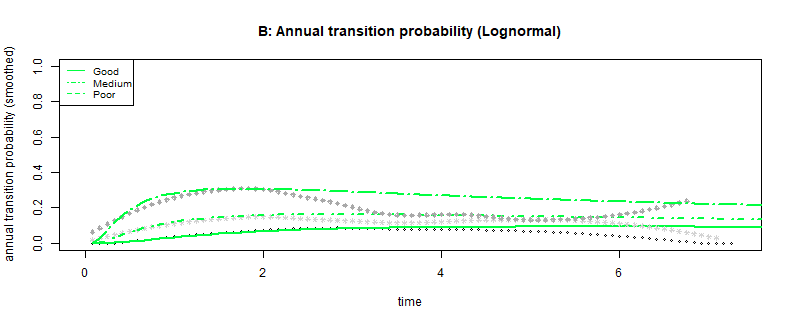 B: Annual transition probability (Lognormal)
annual transition probability (smoothed)
1.0
0.8
0.6
0.4
0.2
0.0
Good
Medium
Poor
0 2 4 6
time